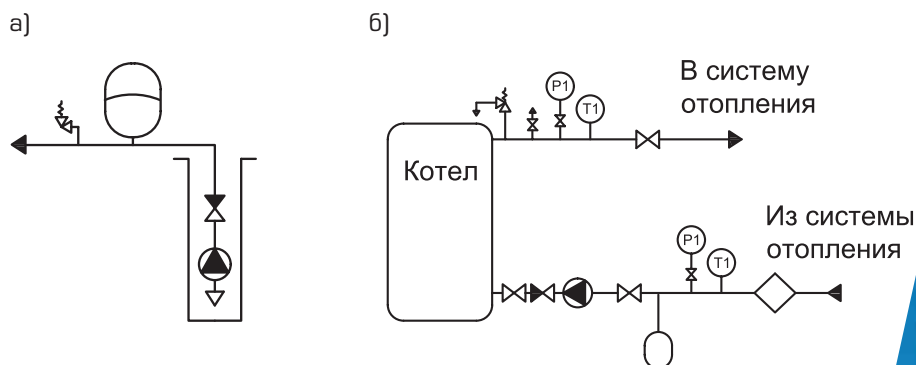 а)
б)
В систему
отопления
P1
T1
Котел
Из системы
отопления
P1
T1